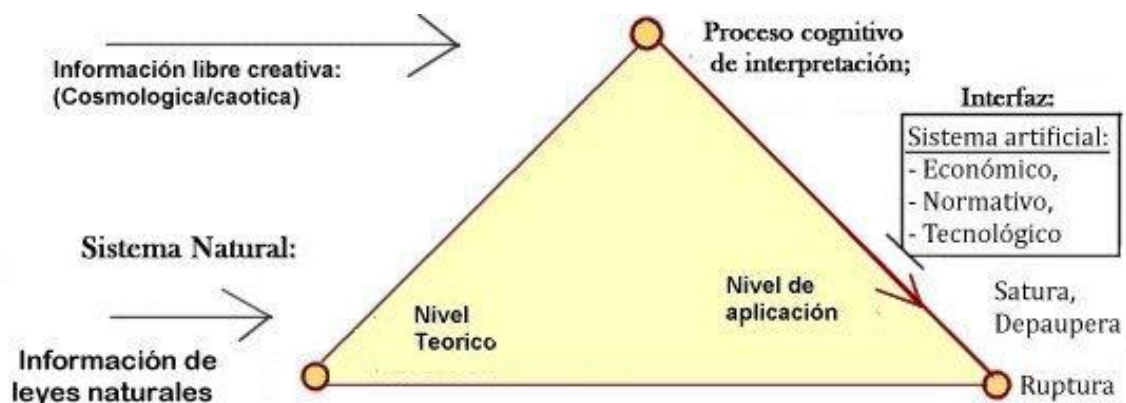 Información libre creativa:
(Cosmologica/caotica)
Proceso cognitivo
de interpretación;
Interfaz:
Sistema artificial:
- Económico,
- Normativo,
- Tecnológico
Sistema Natural:
Información de
leyes naturales
Nivel
Teorico
Nivel de
aplicación
Satura,
Depaupera
Ruptura